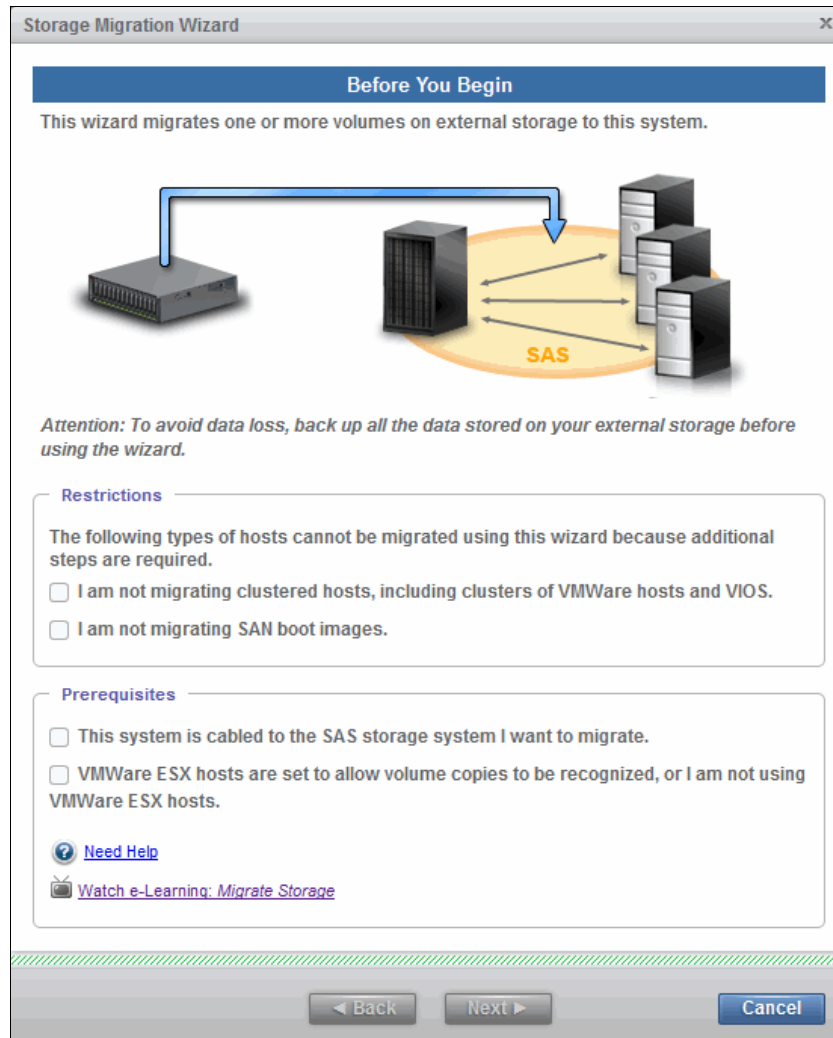 Storage Migration Wizard
x
Before You Begin
This wizard migrates one or more volumes on external storage to this system.
SAS
Attention: To avoid data loss, back up all the data stored on your external storage before
using the wizard.
Restrictions
The following types of hosts cannot be migrated using this wizard because additional
steps are required.
I am not migrating clustered hosts, including clusters of VMWare hosts and VIOS.
I am not migrating SAN boot images.
Prerequisites
This system is cabled to the SAS storage system I want to migrate.
VMWare ESX hosts are set to allow volume copies to be recognized, or I am not using
VMWare ESX hosts.
Need Help
Watch e-Learning: Migrate Storage
Back Next Cancel